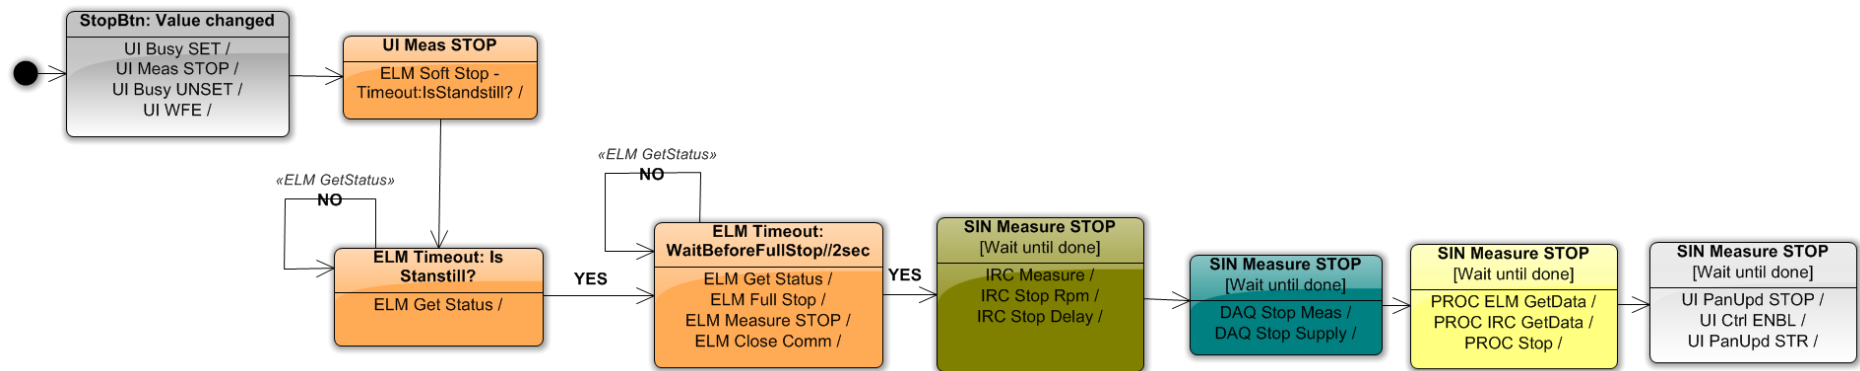 StopBtn: Value changed
UI Busy SET /
UI Meas STOP /
UI Busy UNSET /
UI WFE /
UI Meas STOP
ELM Soft Stop -
Timeout:IsStandstill? /
«ELM GetStatus»
NO
ELM Timeout: Is
Stanstill?
ELM Get Status /
YES
«ELM GetStatus»
NO
ELM Timeout:
WaitBeforeFullStop//2sec
ELM Get Status /
ELM Full Stop /
ELM Measure STOP /
ELM Close Comm /
YES
SIN Measure STOP
[Wait until done]
IRC Measure /
IRC Stop Rpm /
IRC Stop Delay /
SIN Measure STOP
[Wait until done]
DAQ Stop Meas /
DAQ Stop Supply /
SIN Measure STOP
[Wait until done]
PROC ELM GetData /
PROC IRC GetData /
PROC Stop /
SIN Measure STOP
[Wait until done]
UI PanUpd STOP /
UI Ctrl ENBL /
UI PanUpd STR /